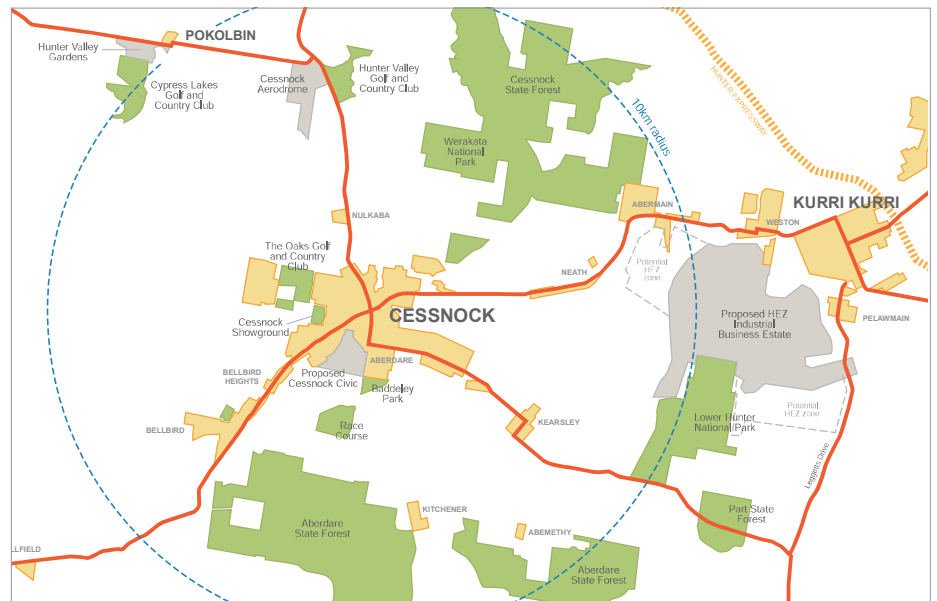 POKOLBIN
Hunter Valley
Gardens
Cypress Lakes
Golf and
Country Club
Cessnock
Aerodrome
Hunter Valley
Golf and
Country Club
Cessnock
State Forest
HUNTER EXPRESSWAY
10km radius
Werakata
National
Park
NULKABA
ABERMAIN
WESTON
KURRI KURRI
The Oaks Golf
and Country
Club
NEATH
Potential
HEZ
zone
CESSNOCK
Cessnock
Showground
Proposed HEZ
Industrial
Business Estate
PELAWMAIN
ABERDARE
BELLBIRD
HEIGHTS
Proposed
Cessnock Civic
Baddeley
Park
Potential
HEZ zone
BELLBIRD
Race
Course
KEARSLEY
Lower Hunter
National/Park
Leggetts Drive
KITCHENER
Part State
Forest
Aberdare
State Forest
ABEMETHY
LLFIELD
Aberdare
State Forest